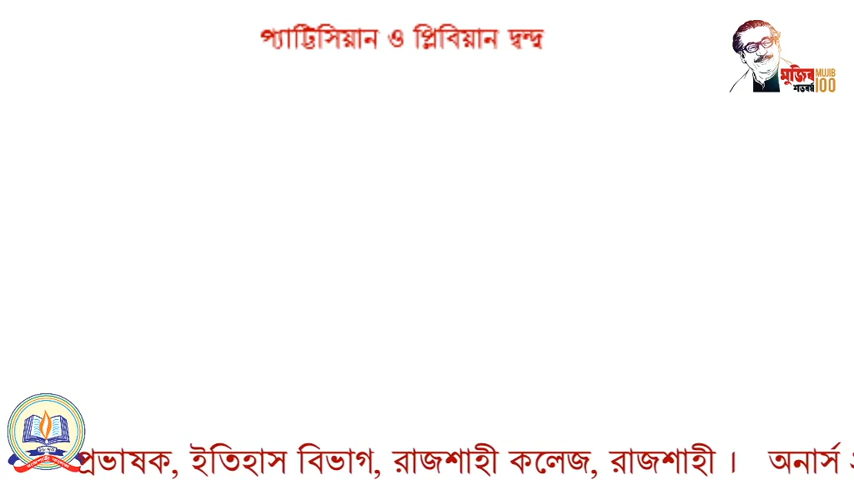 প্যাট্রিসিয়ান ও প্লিবিয়ান দ্বন্দ্ব
মুজিব MUJIB
শতবর্ষ 100
প্রভাষক, ইতিহাস বিভাগ, রাজশাহী কলেজ, রাজশাহী । অনার্স